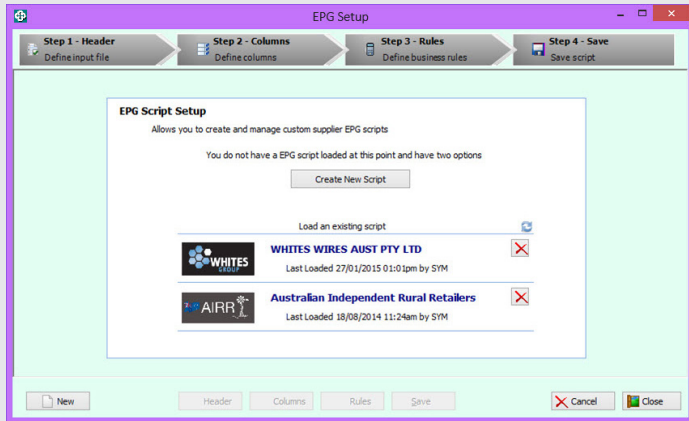 EPG Setup
Step 1 - Header
Define input file
Step 2 - Columns
Define columns
Step 3 - Rules
Define business rules
Step 4 - Save
Save script
EPG Script Setup
Allows you to create and manage custom supplier EPG scripts
You do not have a EPG script loaded at this point and have two options
Create New Script
Load an existing script
WHITES
GROUP
WHITES WIRES AUST PTY LTD
Last Loaded 27/01/2015 01:01pm by SYM
AIRR
Australian Independent Rural Retailers
Last Loaded 18/08/2014 11:24am by SYM
New
Header
Columns
Rules
Save
Cancel
Close